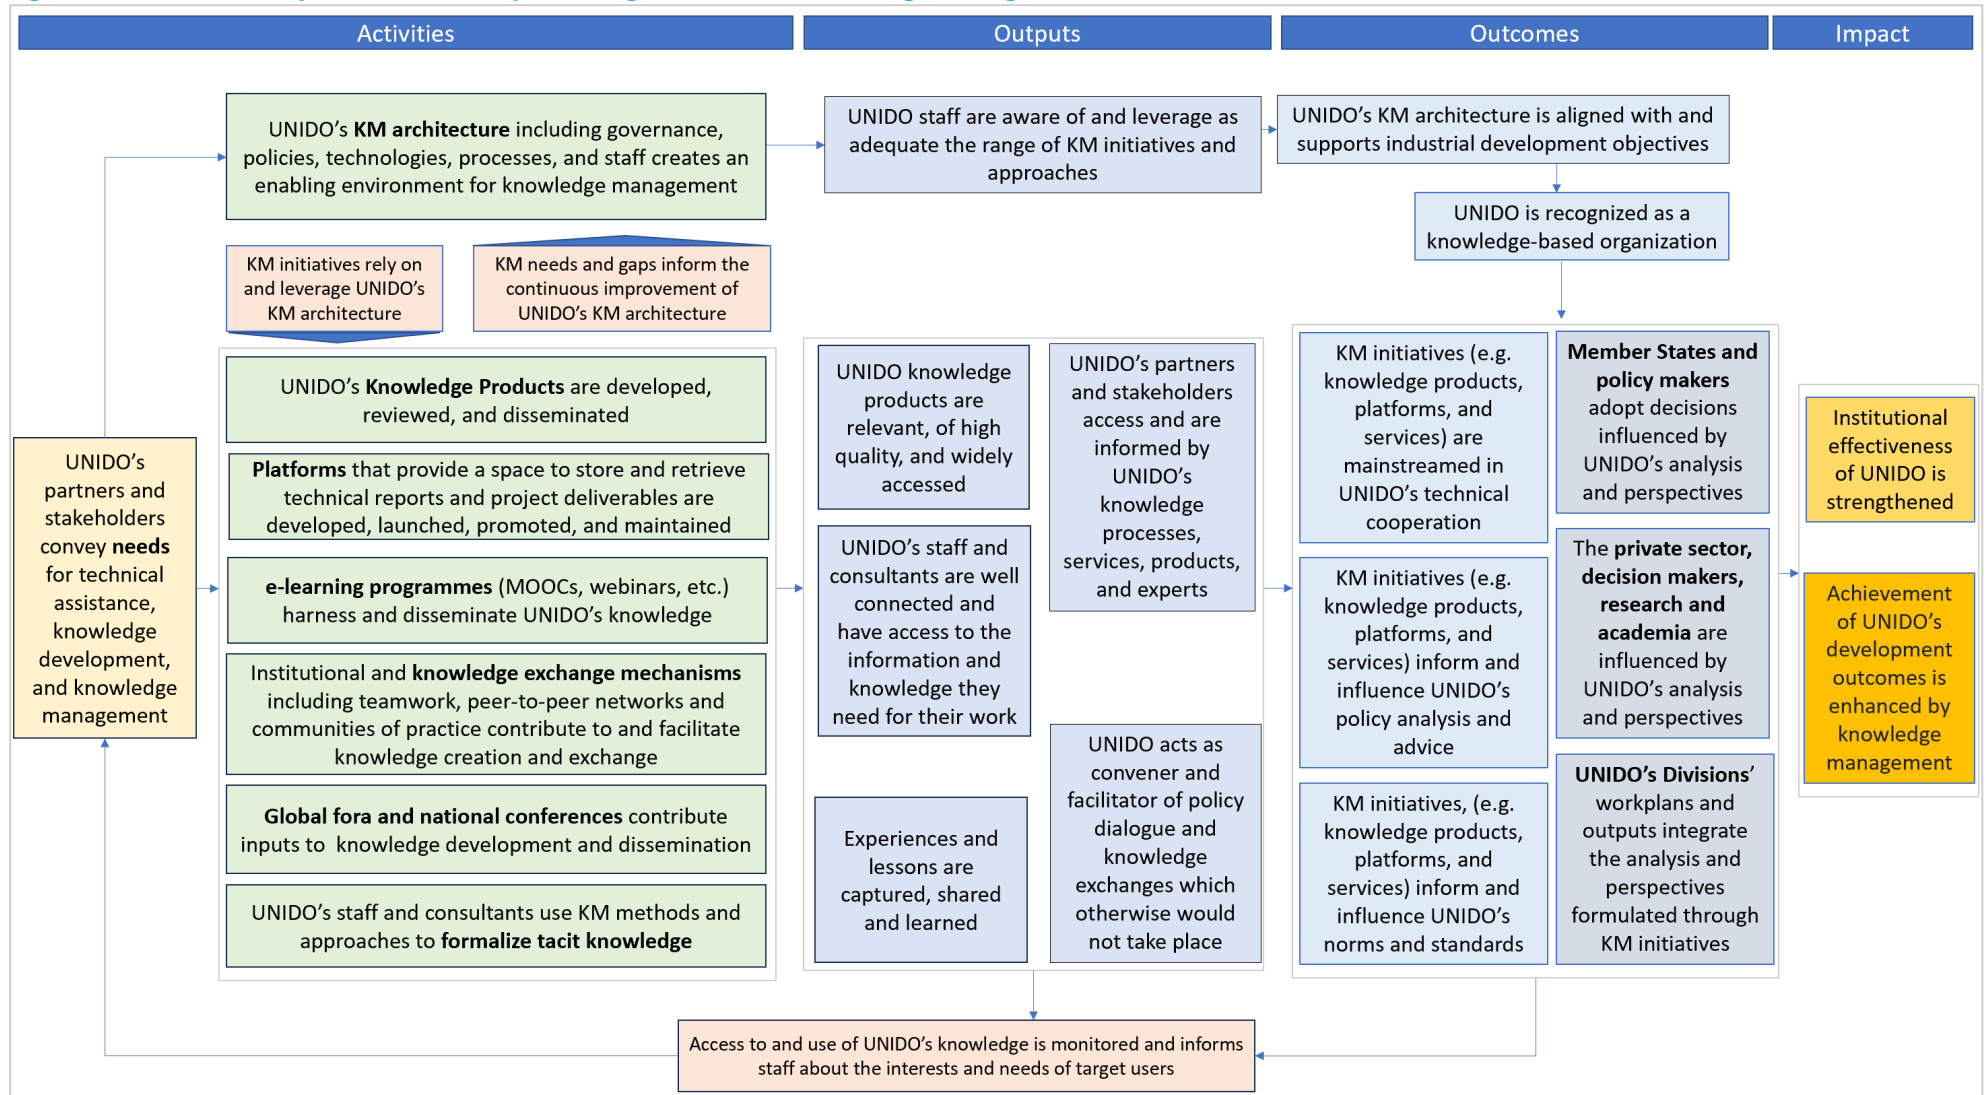 Activities
Outputs
Outcomes
Impact
UNIDO's KM architecture including governance,
policies, technologies, processes, and staff creates an
enabling environment for knowledge management
UNIDO staff are aware of and leverage as
adequate the range of KM initiatives and
approaches
UNIDO's KM architecture is aligned with and
supports industrial development objectives
UNIDO is recognized as a
knowledge-based organization
KM initiatives rely on
and leverage UNIDO's
KM architecture
KM needs and gaps inform the
continuous improvement of
UNIDO's KM architecture
UNIDO's
partners and
stakeholders
convey needs
for technical
assistance,
knowledge
development,
and knowledge
management
UNIDO's Knowledge Products are developed,
reviewed, and disseminated
Platforms that provide a space to store and retrieve
technical reports and project deliverables are
developed, launched, promoted, and maintained
e-learning programmes (MOOCs, webinars, etc.)
harness and disseminate UNIDO's knowledge
Institutional and knowledge exchange mechanisms
including teamwork, peer-to-peer networks and
communities of practice contribute to and facilitate
knowledge creation and exchange
Global fora and national conferences contribute
inputs to  knowledge development and dissemination
UNIDO's staff and consultants use KM methods and
approaches to formalize tacit knowledge
UNIDO knowledge
products are
relevant, of high
quality, and widely
accessed
UNIDO's staff and
consultants are well
connected and
have access to the
information and
knowledge they
need for their work
Experiences and
lessons are
captured, shared
and learned
UNIDO's partners
and stakeholders
access and are
informed by
UNIDO's
knowledge
processes,
services, products,
and experts
UNIDO acts as
convener and
facilitator of policy
dialogue and
knowledge
exchanges which
otherwise would
not take place
KM initiatives (e.g.
knowledge products,
platforms, and
services) are
mainstreamed in
UNIDO's technical
cooperation
KM initiatives (e.g.
knowledge products,
platforms, and
services) inform and
influence UNIDO's
policy analysis and
advice
KM initiatives, (e.g.
knowledge products,
platforms, and
services) inform and
influence UNIDO's
norms and standards
Member States and
policy makers
adopt decisions
influenced by
UNIDO's analysis
and perspectives
The private sector,
decision makers,
research and
academia are
influenced by
UNIDO's analysis
and perspectives
UNIDO's Divisions'
workplans and
outputs integrate
the analysis and
perspectives
formulated through
KM initiatives
Institutional
effectiveness
of UNIDO is
strengthened
Achievement
of UNIDO's
development
outcomes is
enhanced by
knowledge
management
Access to and use of UNIDO's knowledge is monitored and informs
staff about the interests and needs of target users